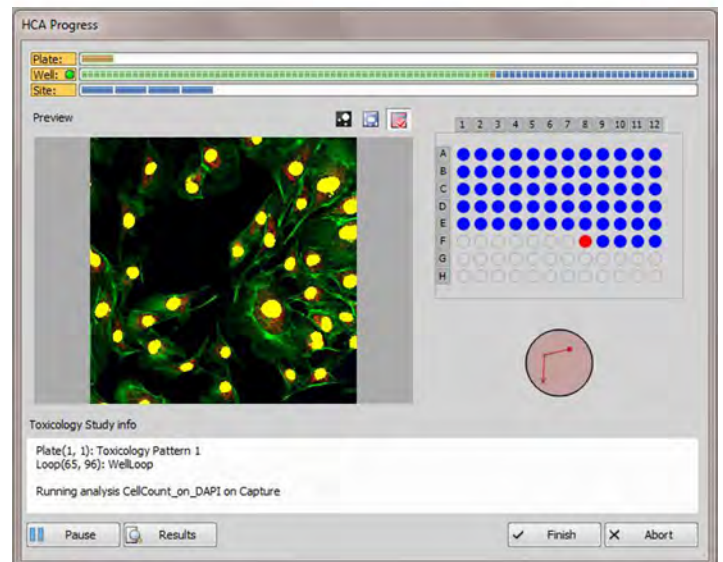 HCA Progress
Plate:
Well:
Site:
Preview
1 2 3 4 5 6 7 8 9 10 11 12
A
B
C
D
E
F
G
H
Toxicology Study info
Plate(1, 1): Toxicology Pattern 1
Loop(65, 96): WellLoop
Running analysis CellCount_on_DAPI on Capture
Pause Results Finish Abort